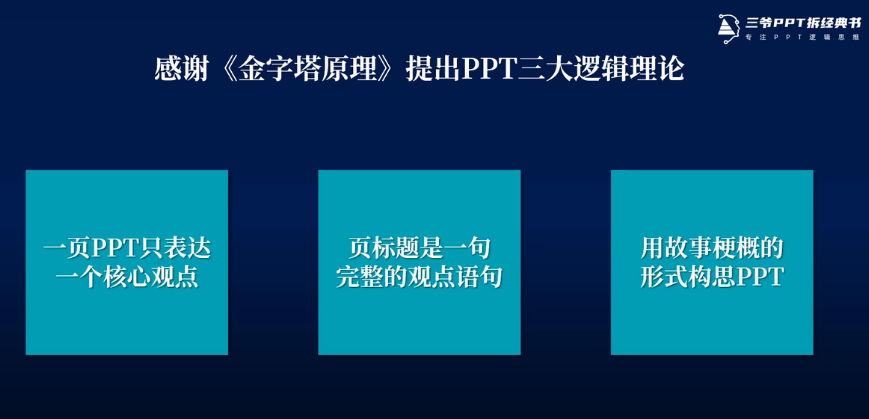 三爷PPT拆经典书
专注PPT逻辑思维
感谢《金字塔原理》提出PPT三大逻辑理论
一页PPT只表达
一个核心观点
页标题是一句
完整的观点语句
用故事梗概的
形式构思PPT